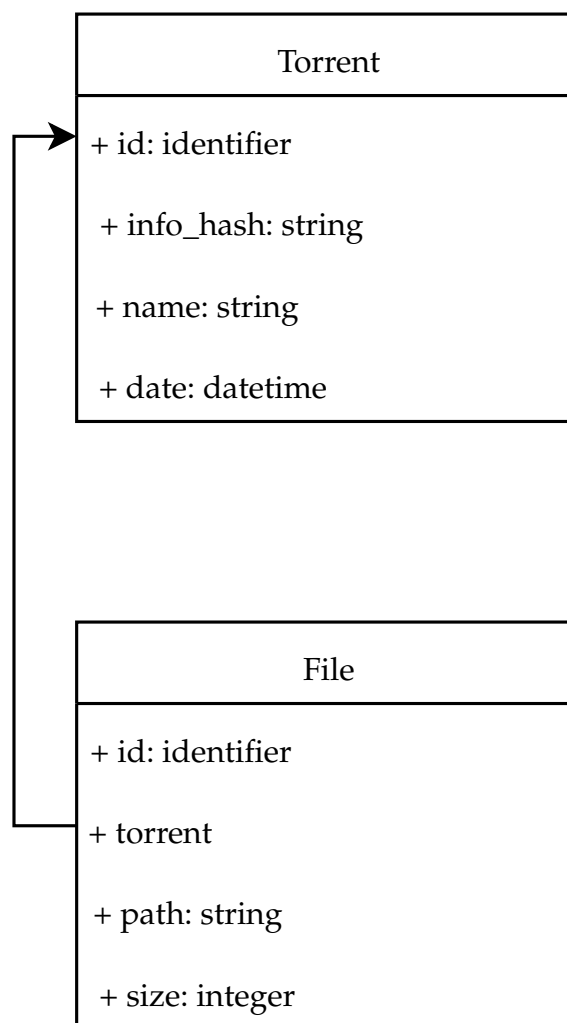 Torrent
+ id: identifier
+ info_hash: string
+ name: string
+ date: datetime
File
+ id: identifier
+ torrent
+ path: string
+ size: integer